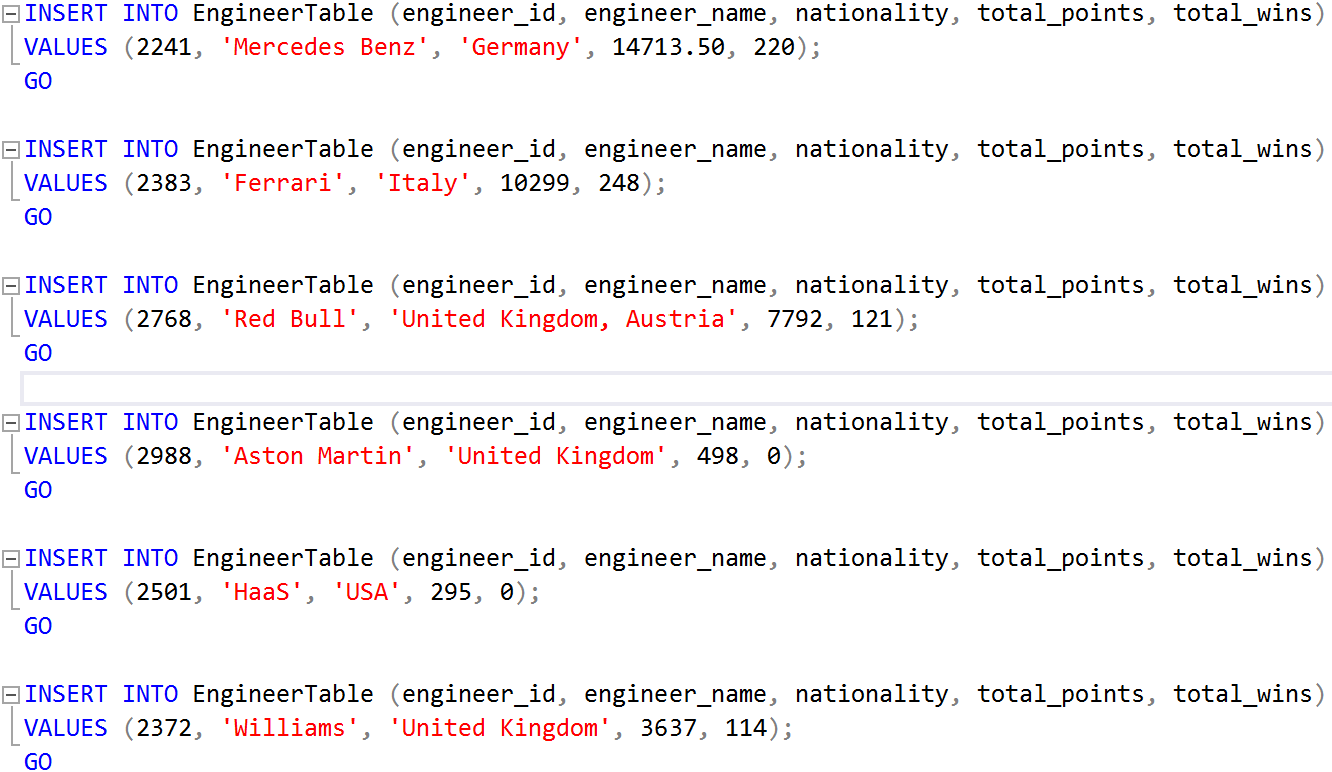 INSERT INTO EngineerTable (engineer_id, engineer_name, nationality, total_points, total_wins)
VALUES (2241, 'Mercedes Benz', 'Germany', 14713.50, 220);
GO
INSERT INTO EngineerTable (engineer_id, engineer_name, nationality, total_points, total_wins)
VALUES (2383, 'Ferrari', 'Italy', 10299, 248);
GO
INSERT INTO EngineerTable (engineer_id, engineer_name, nationality, total_points, total_wins)
VALUES (2768, 'Red Bull', 'United Kingdom, Austria', 7792, 121);
GO
INSERT INTO EngineerTable (engineer_id, engineer_name, nationality, total_points, total_wins)
VALUES (2988, 'Aston Martin', 'United Kingdom', 498, 0);
GO
INSERT INTO EngineerTable (engineer_id, engineer_name, nationality, total_points, total_wins)
VALUES (2501, 'HaaS', 'USA', 295, 0);
GO
INSERT INTO EngineerTable (engineer_id, engineer_name, nationality, total_points, total_wins)
VALUES (2372, 'Williams', 'United Kingdom', 3637, 114);
GO